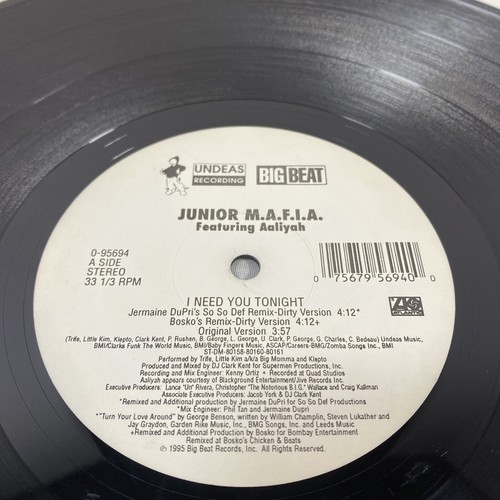 UNDEAS
RECORDING
BIG BEAT
JUNIOR M.A.F.I.A.
Featuring Aaliyah
0-95694
A SIDE
STEREO
33 1/3 RPM
0 75679 56940 0
I NEED YOU TONIGHT
Jermaine DuPri's So So Def Remix-Dirty Version 4:12*
Bosko's Remix-Dirty Version 4:12+
Original Version 3:57
ATLANTIC
(Trife, Little Kim, Klepto, Clark Kent, P. Rushen, B. George, L. George, U. Clark, P. George, G. Charles, C. Bedeau) Undeas Music,
BMI/Clarks Funk The World Music, BMI/Baby Fingers Music, ASCAP/Careers-BMG/Zomba Songs Inc., BMI
ST-DM-80158-80160-80161
Performed by Trife, Little Kim a/k/a Big Momma and Klepto
Produced and Mixed by DJ Clark Kent for Supermen Productions, Inc.
Recording and Mix Engineer: Kenny Ortiz + Recorded at Quad Studios
Aaliyah appears courtesy of Blackground Entertainment/Jive Records Inc.
Executive Producers: Lance "Un" Rivera, Christopher "The Notorious B.I.G." Wallace and Craig Kallman
Associate Executive Producers: Jacob York & DJ Clark Kent
*Remixed and Additional production by Jermaine DuPri for So So Def Productions
*Mix Engineer: Phil Tan and Jermaine Dupri
*"Turn Your Love Around" by George Benson, written by William Champlin, Steven Lukather and
Jay Graydon, Garden Rike Music, Inc., BMG Songs, Inc. and Leeds Music
+Remixed and Additional Production by Bosko for Bombay Entertainment
Remixed at Bosko's Chicken & Beats
℗ 1995 Big Beat Records, Inc. All Rights Reserved.